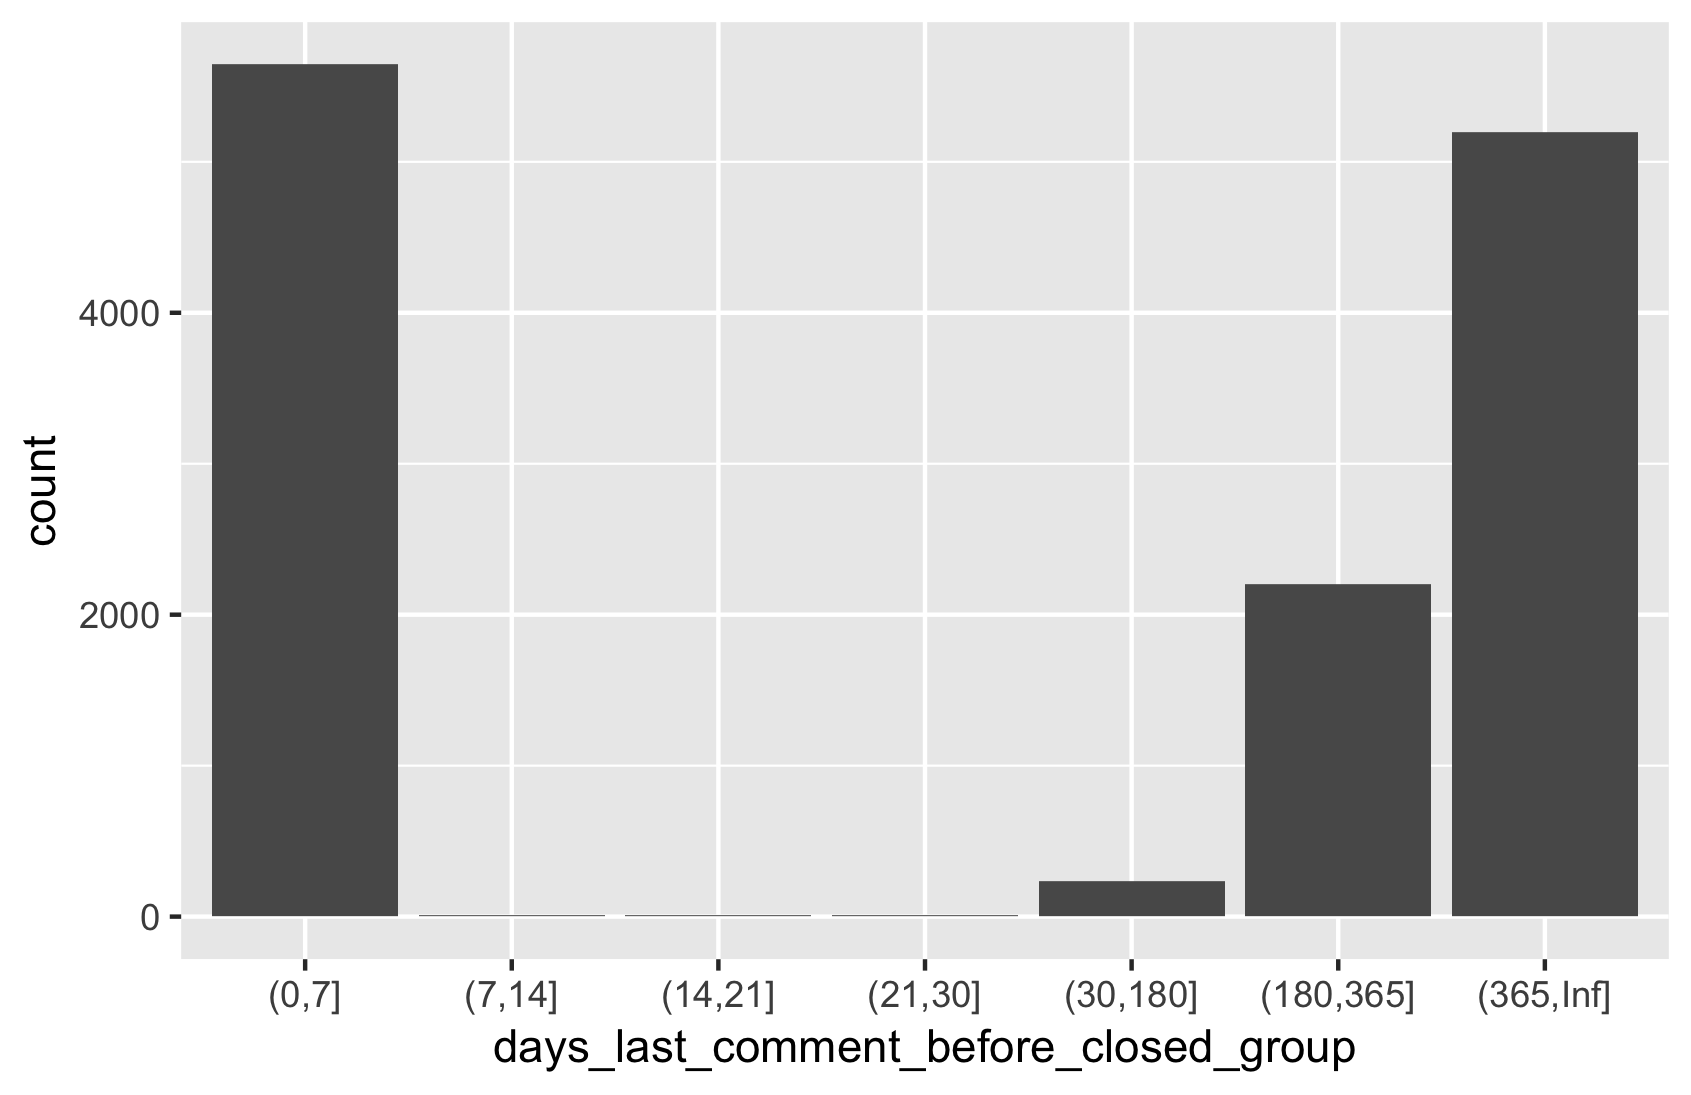 count
4000
2000
0
(0,7] (7,14] (14,21] (21,30] (30,180] (180,365] (365,Inf]
days_last_comment_before_closed_group